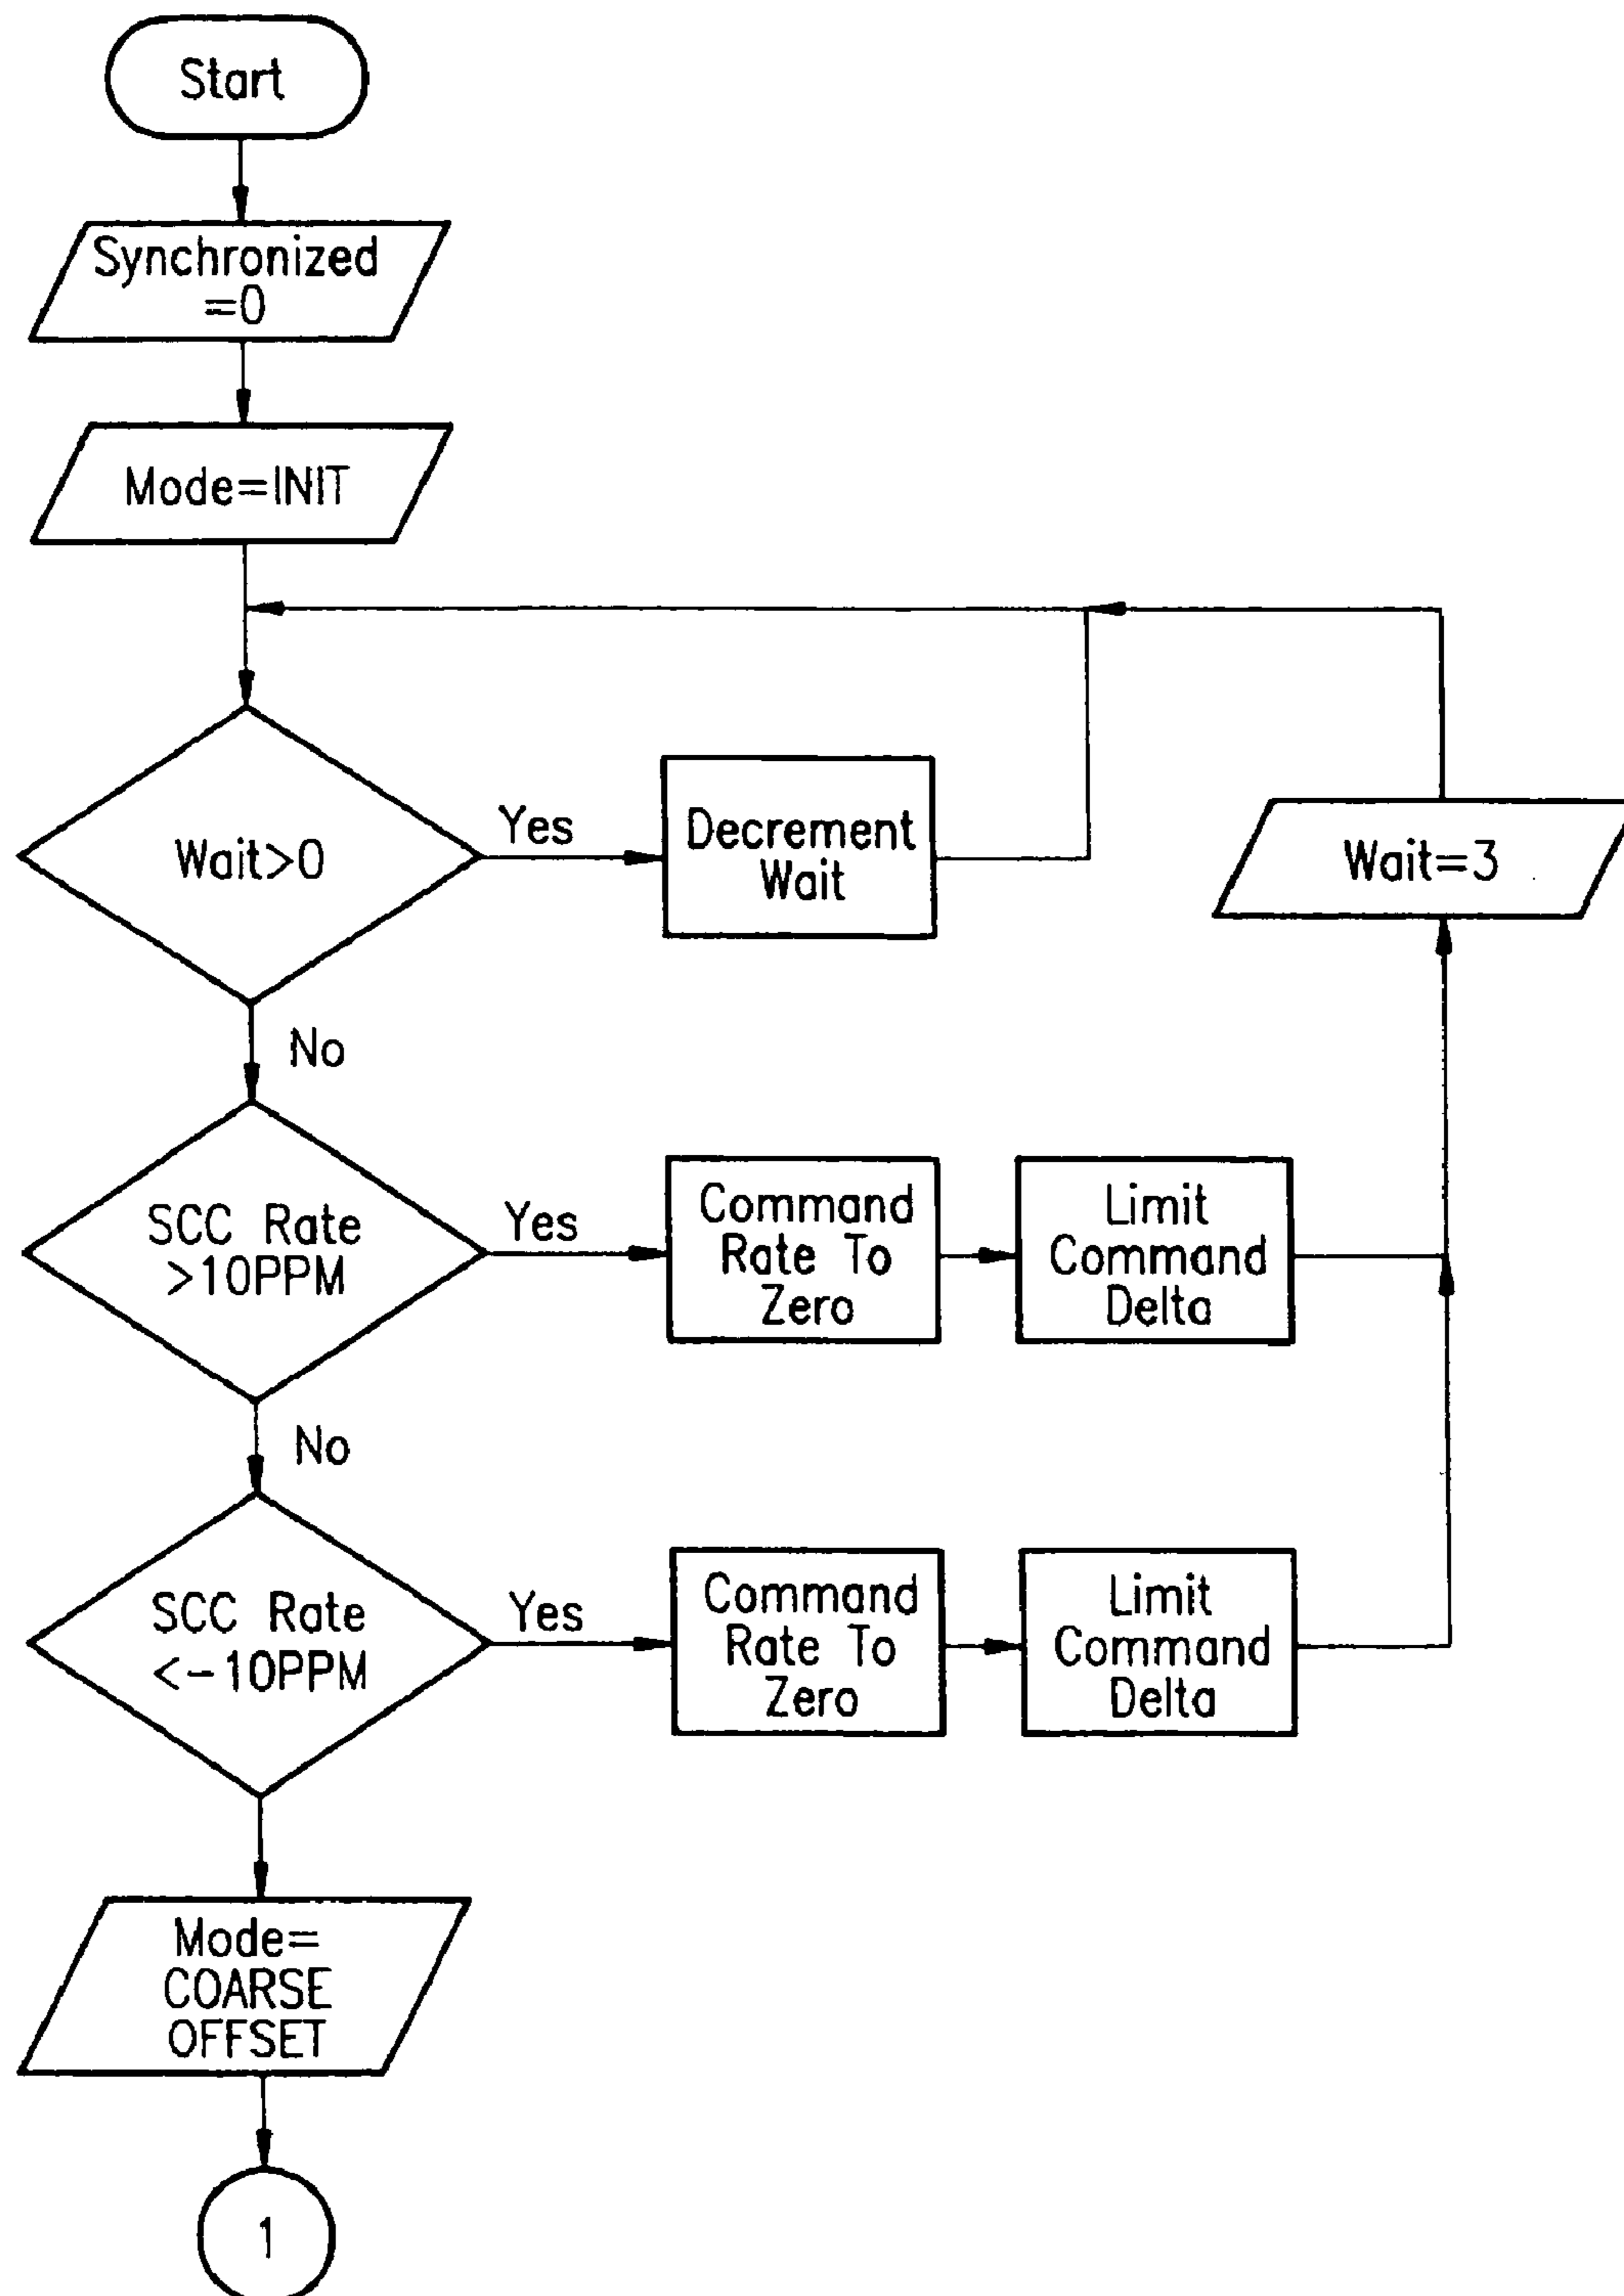 Start
Synchronized
=0
Mode=INIT
Wait>0
Yes
Decrement
Wait
Wait=3
No
SCC Rate
>10PPM
Yes
Command
Rate To
Zero
Limit
Command
Delta
No
SCC Rate
<-10PPM
Yes
Command
Rate To
Zero
Limit
Command
Delta
Mode=
COARSE
OFFSET
1